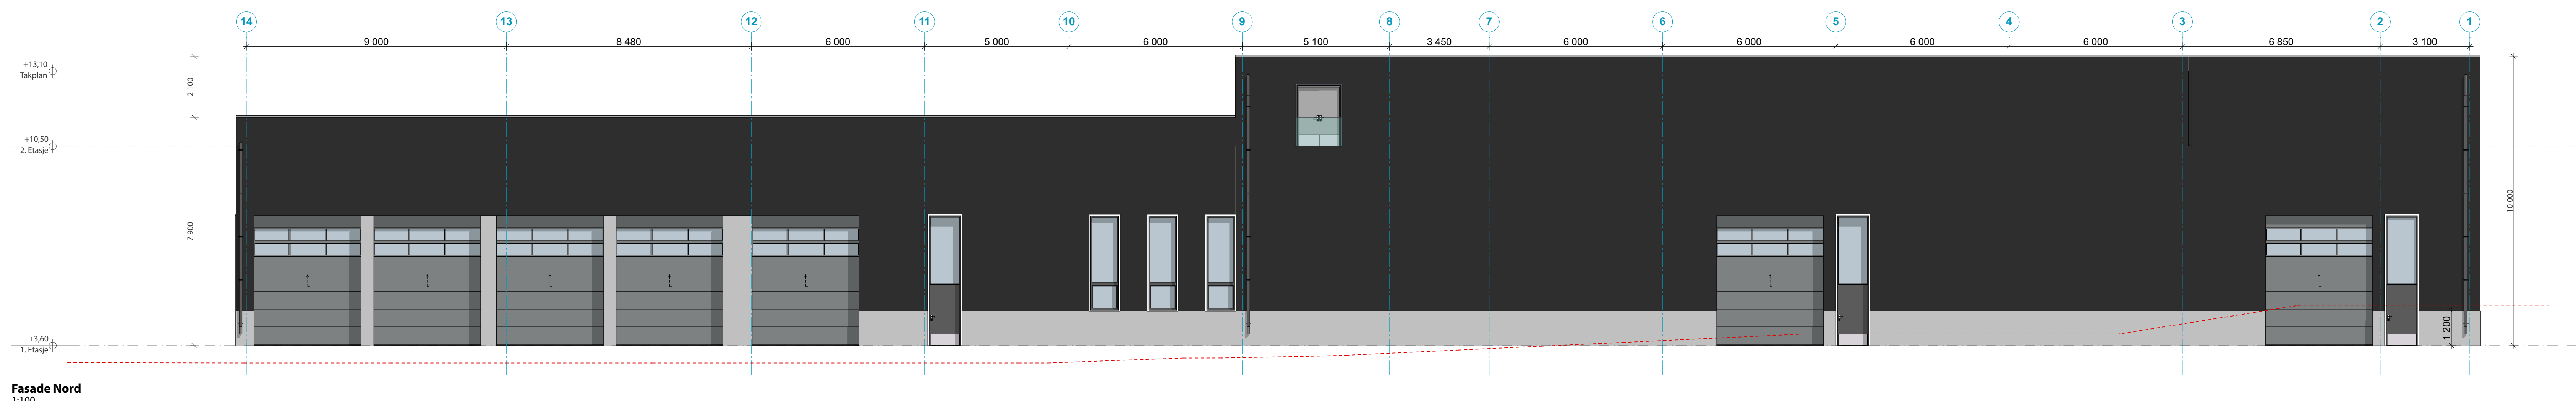 14 13 12 11 10 9 8 7 6 5 4 3 2 1
9 000 8 480 6 000 5 000 6 000 5 100 3 450 6 000 6 000 6 000 6 000 6 850 3 100
+13,10
Takplan
2 100
+10,50
2. Etasje
7 900
10 000
1 200
+3,60
1. Etasje
Fasade Nord
1:100